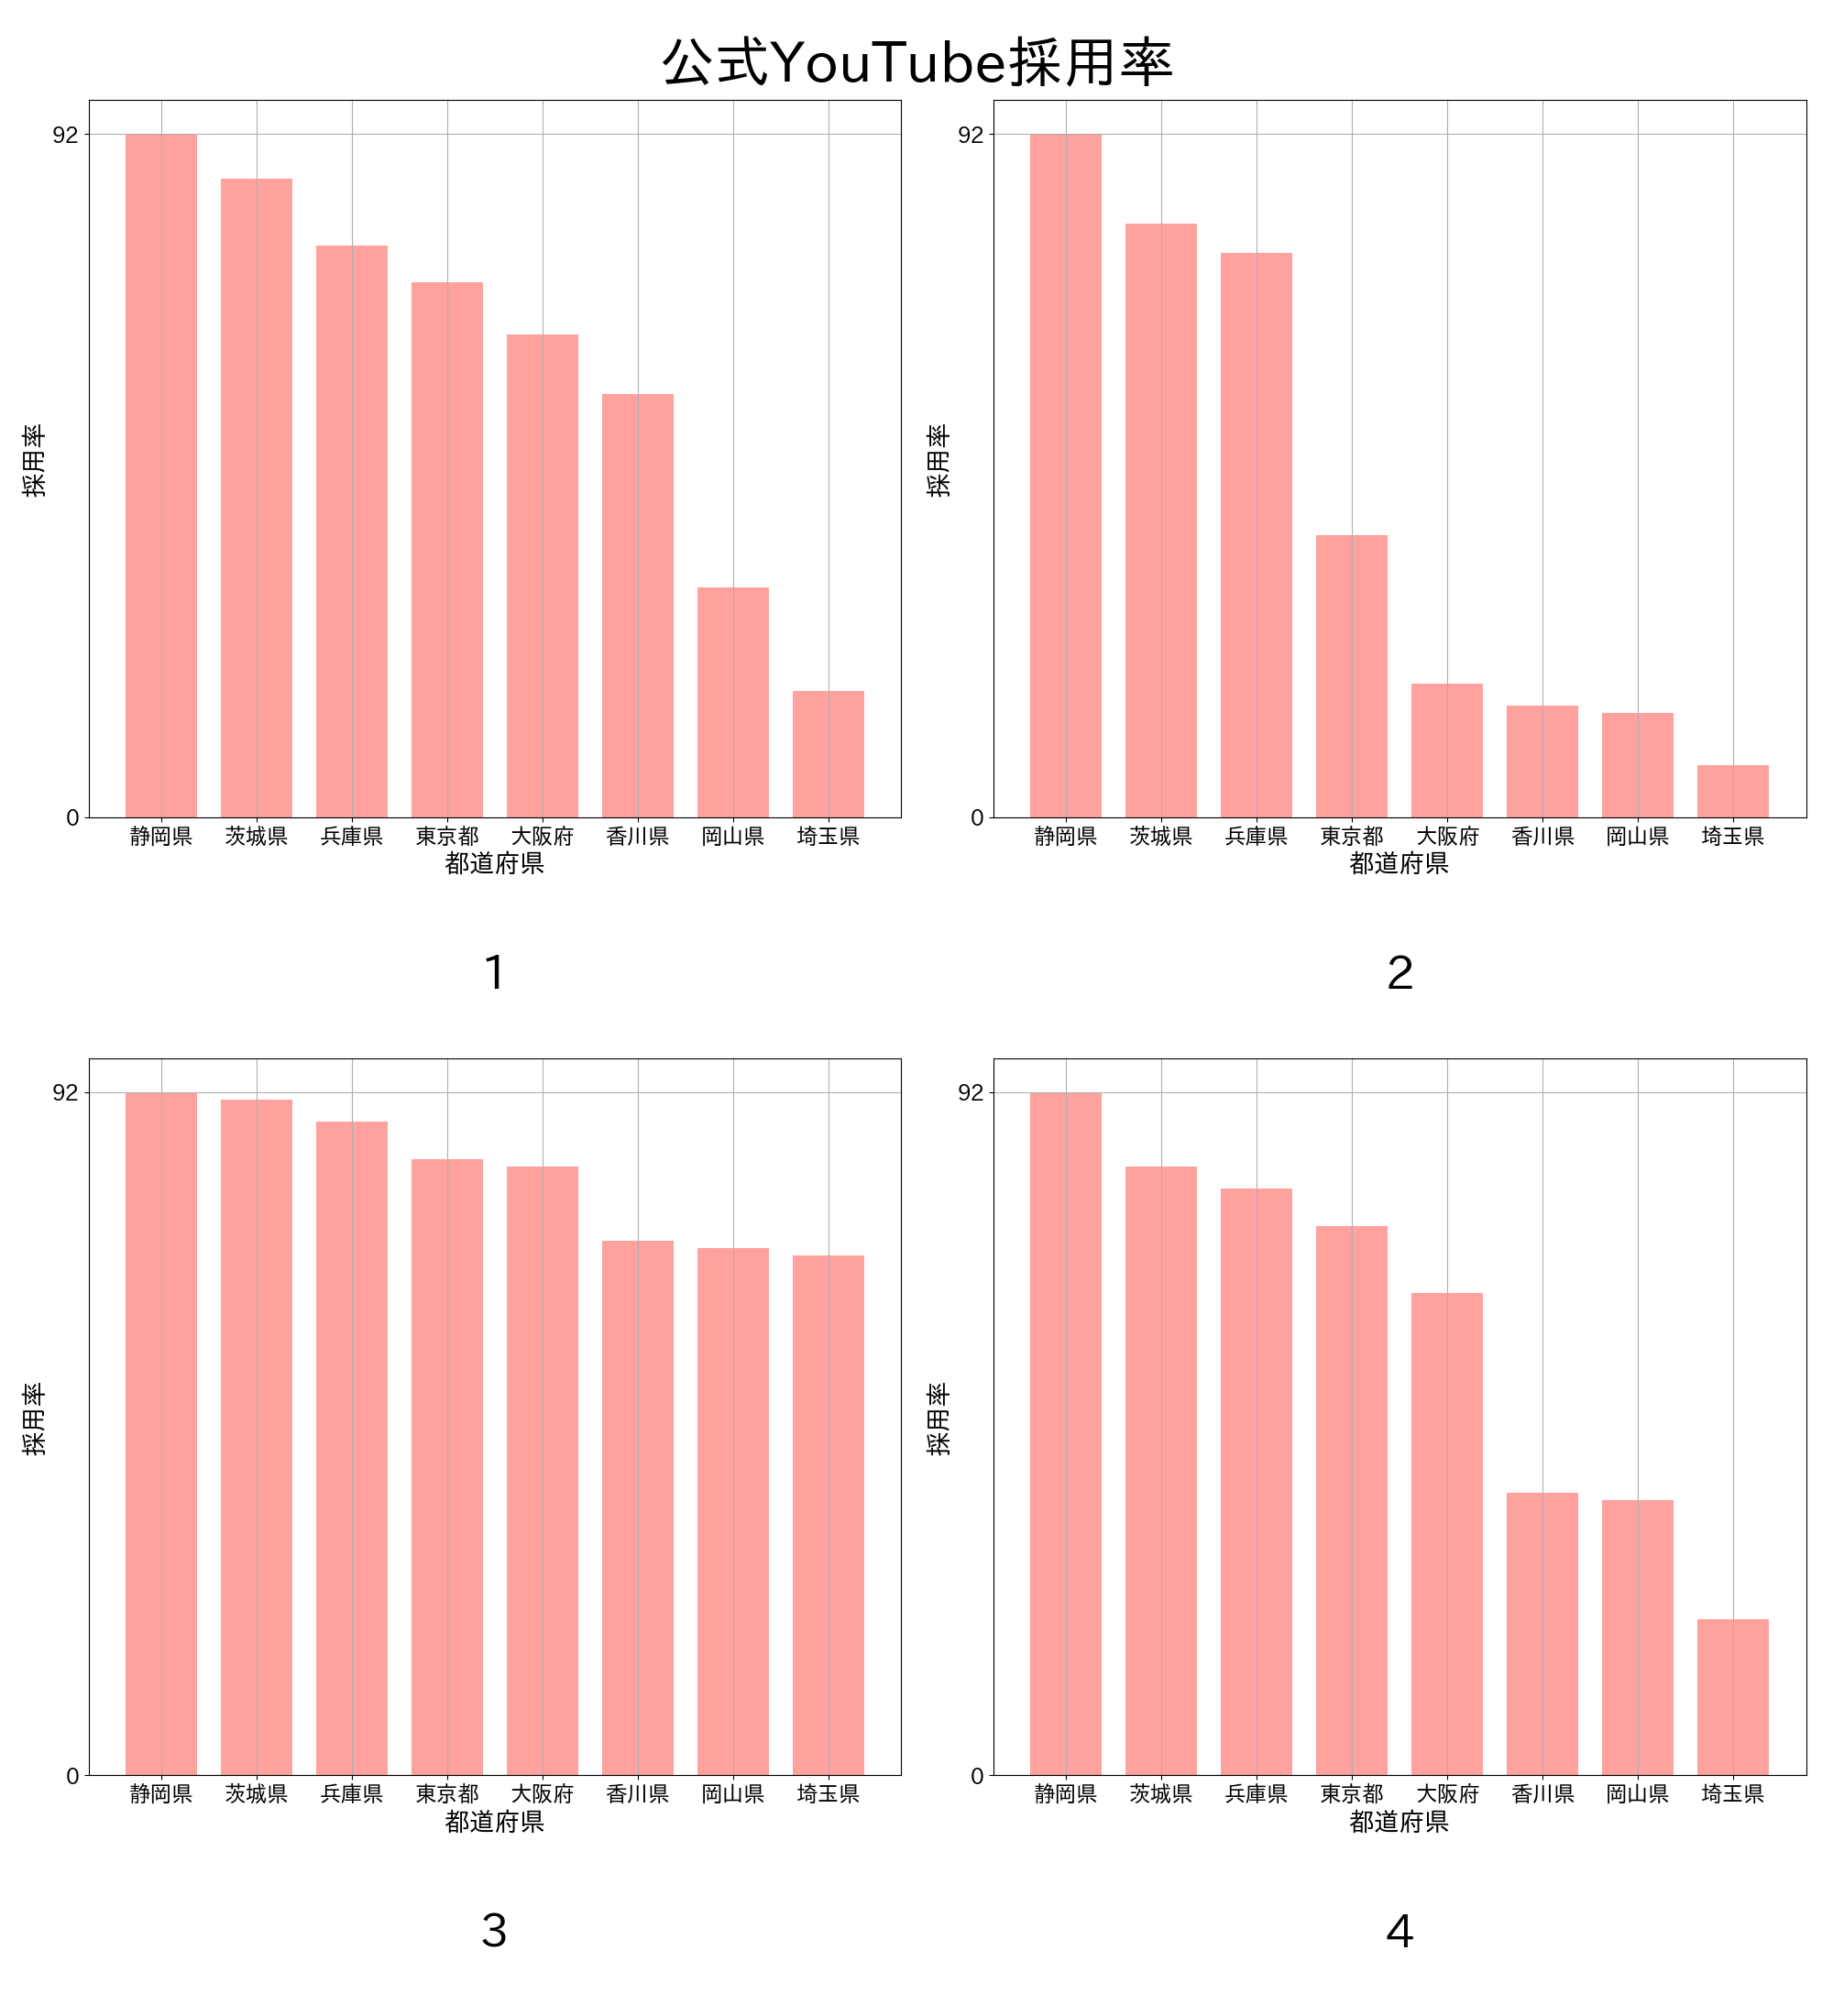 公式YouTube採用率
92
0
採用率
静岡県 茨城県 兵庫県 東京都 大阪府 香川県 岡山県 埼玉県
都道府県
1
92
0
採用率
静岡県 茨城県 兵庫県 東京都 大阪府 香川県 岡山県 埼玉県
都道府県
2
92
0
採用率
静岡県 茨城県 兵庫県 東京都 大阪府 香川県 岡山県 埼玉県
都道府県
3
92
0
採用率
静岡県 茨城県 兵庫県 東京都 大阪府 香川県 岡山県 埼玉県
都道府県
4